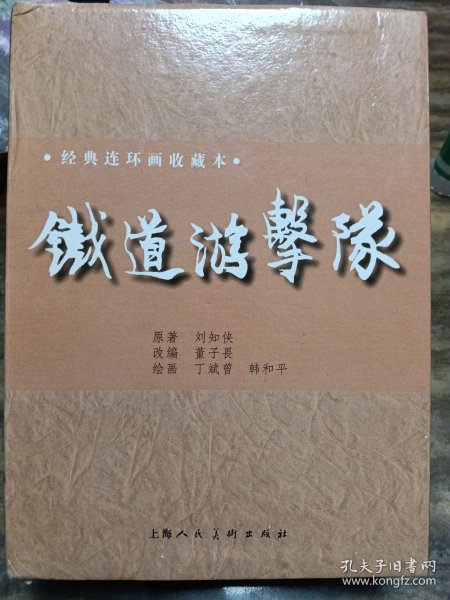 ·经典连环画收藏本·
鐵道游擊隊
原著 刘知侠
改编 董子畏
绘画 丁斌曾 韩和平
上海人民美術出版社
孔夫子旧书网
www.kongfz.com